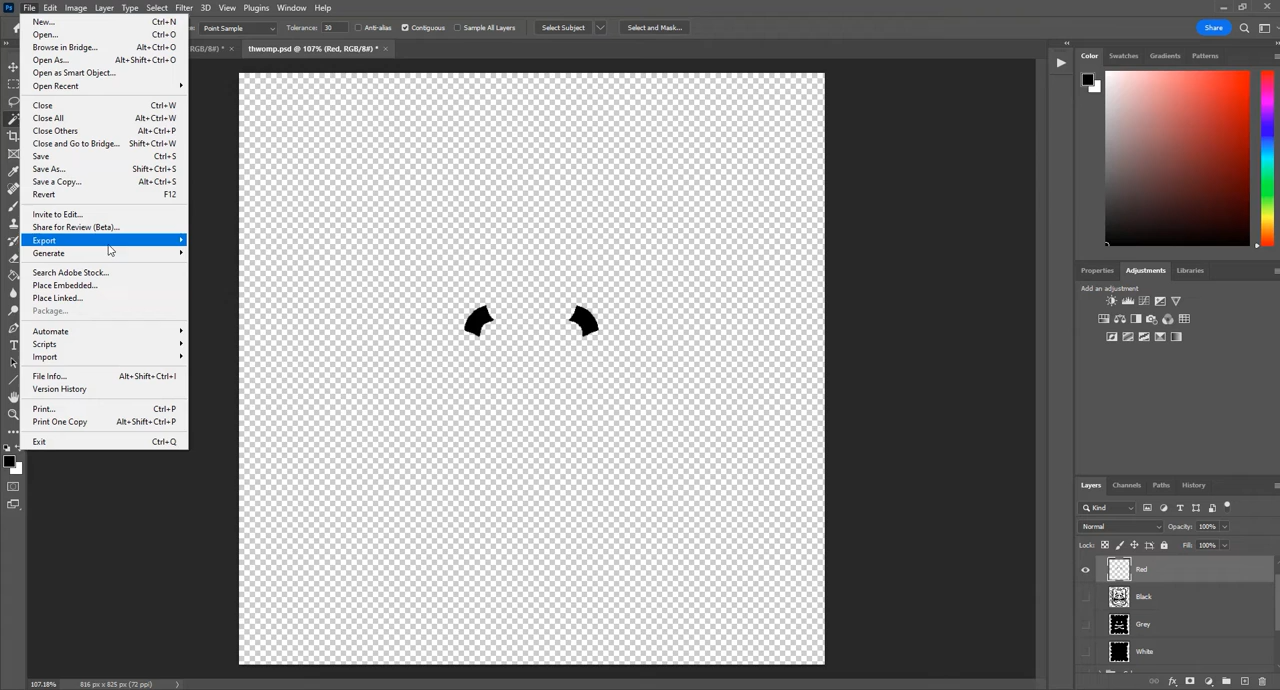 Ps File Edit Image Layer Type Select Filter 3D View Plugins Window Help
Point Sample Tolerance: 30 Anti-alias Contiguous Sample All Layers Select Subject Select and Mask... Share
RGB/8#) * × thwomp.psd @ 107% (Red, RGB/8#) * ×
New... Ctrl+N
Open... Ctrl+O
Browse in Bridge... Alt+Ctrl+O
Open As... Alt+Shift+Ctrl+O
Open as Smart Object...
Open Recent
Close Ctrl+W
Close All Alt+Ctrl+W
Close Others Alt+Ctrl+P
Close and Go to Bridge... Shift+Ctrl+W
Save Ctrl+S
Save As... Shift+Ctrl+S
Save a Copy... Alt+Ctrl+S
Revert F12
Invite to Edit...
Share for Review (Beta)...
Export
Generate
Search Adobe Stock...
Place Embedded...
Place Linked...
Package...
Automate
Scripts
Import
File Info... Alt+Shift+Ctrl+I
Version History
Print... Ctrl+P
Print One Copy Alt+Shift+Ctrl+P
Exit Ctrl+Q
Color Swatches Gradients Patterns
Properties Adjustments Libraries
Add an adjustment
Layers Channels Paths History
Kind
Normal Opacity: 100%
Lock: Fill: 100%
Red
Black
Grey
White
107.18% 816 px x 825 px (72 ppi)